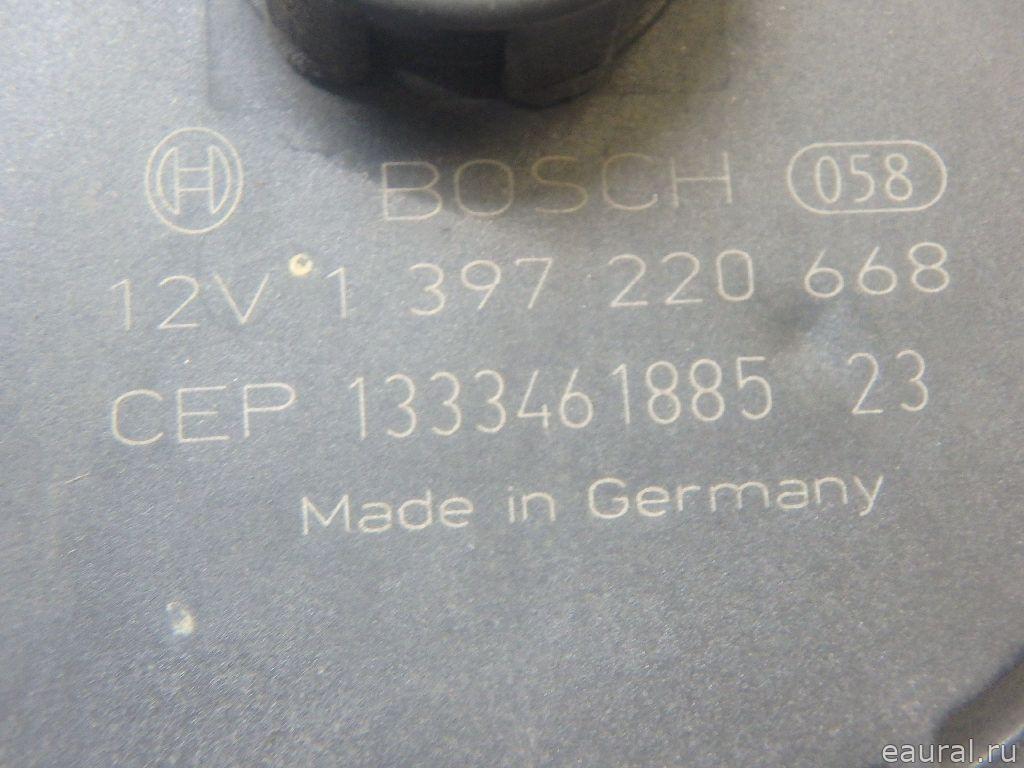 BOSCH 058
12V 1 397 220 668
CEP 1333461885 23
Made in Germany
eaural.ru